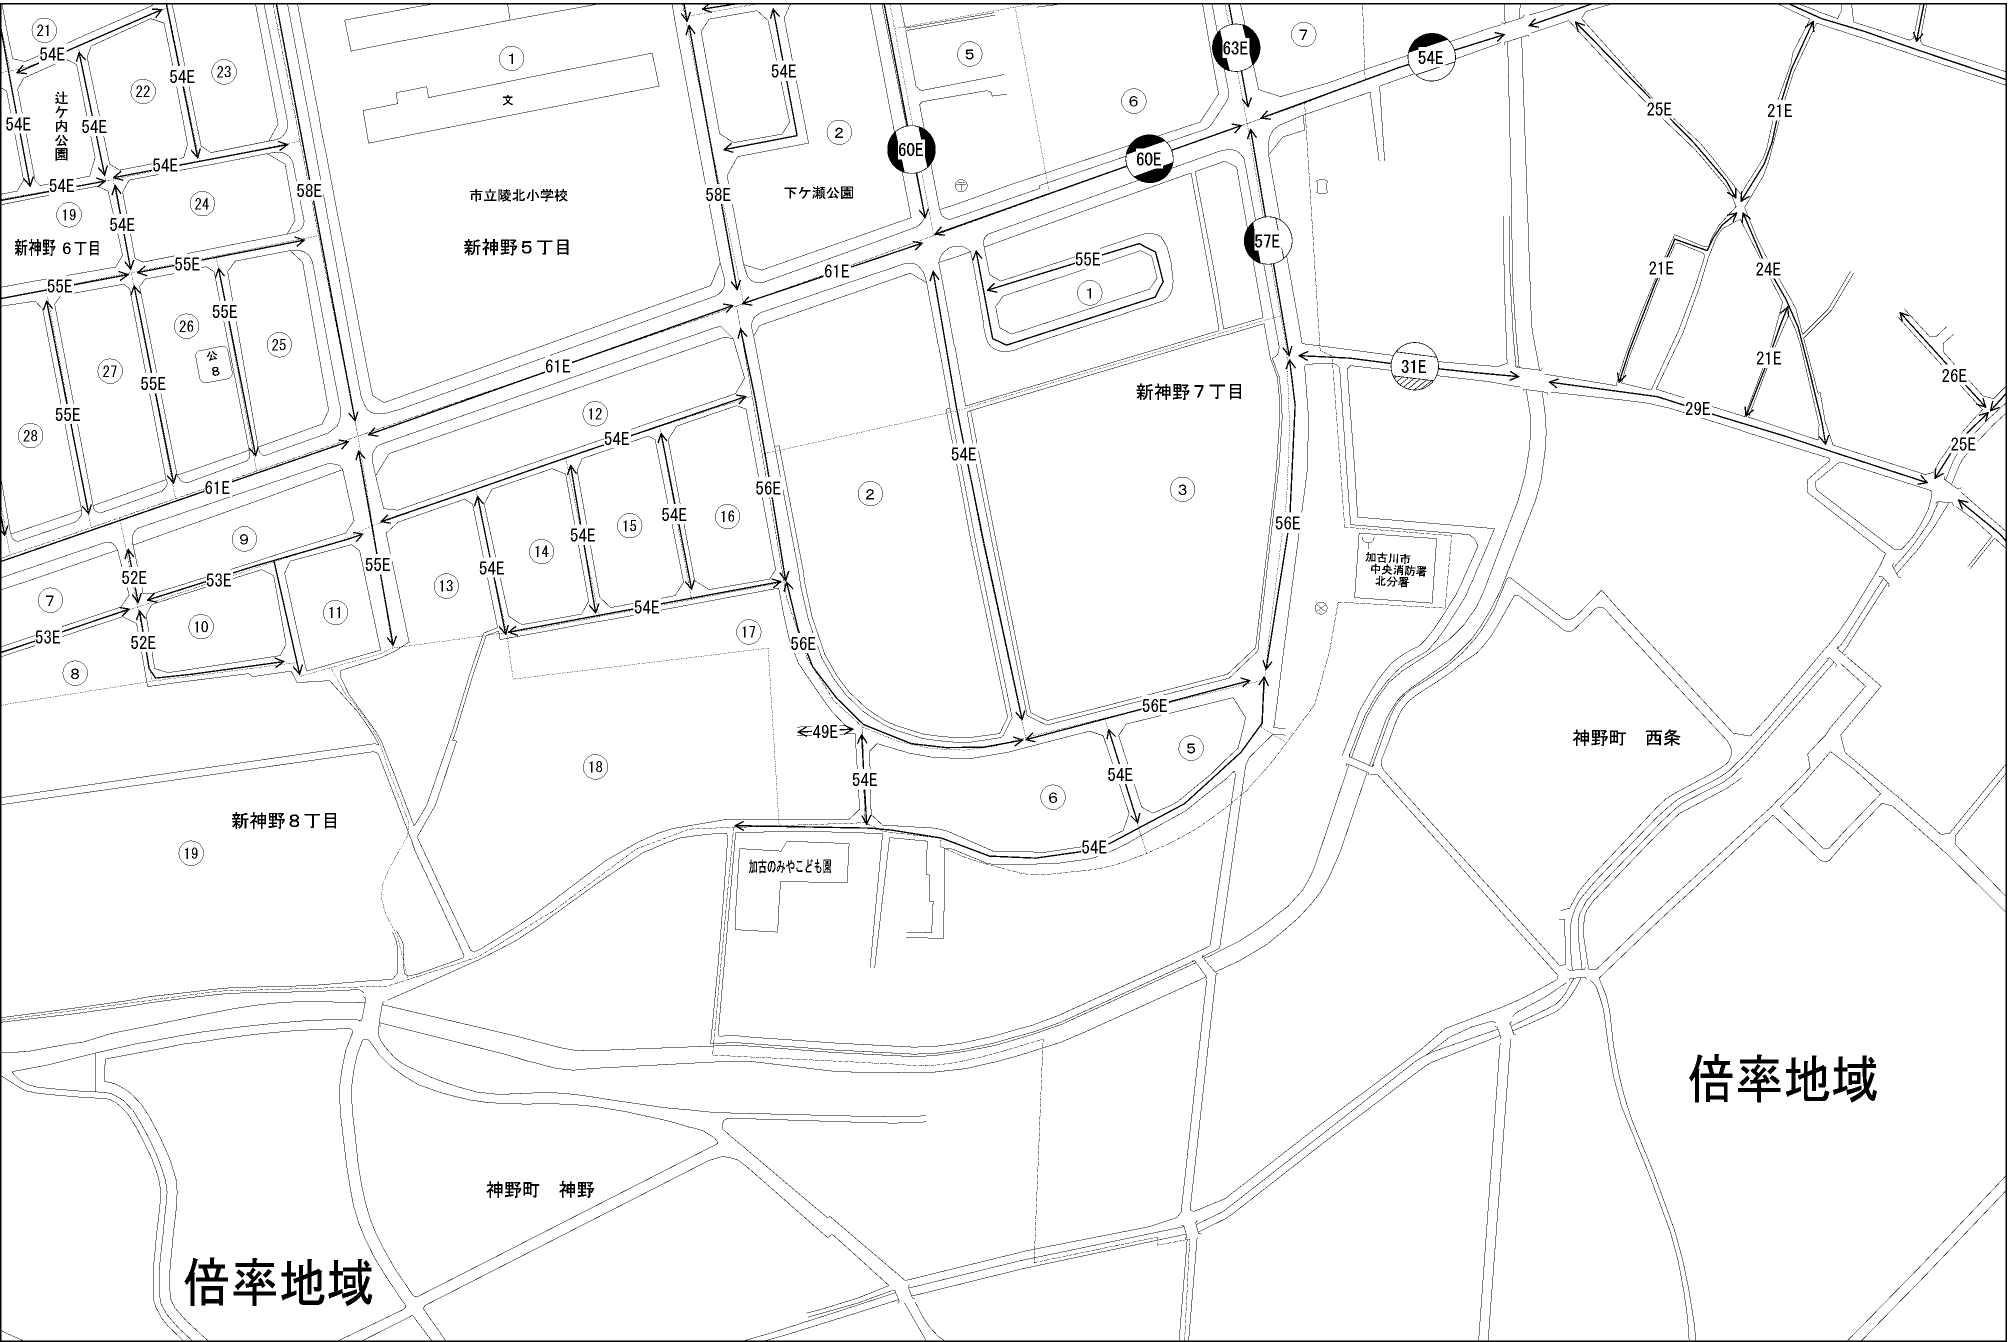 21
54E
22
54E
23
辻ケ内公園
54E
54E
54E
54E
19
54E
24
新神野 6丁目
55E
55E
58E
1
文
市立陵北小学校
新神野5丁目
58E
54E
2
下ケ瀬公園
60E
5
6
60E
63E
7
54E
57E
25E
21E
21E
24E
21E
26E
25E
31E
29E
28
55E
27
55E
26
公
8
55E
25
61E
61E
61E
55E
1
新神野7丁目
12
54E
54E
2
3
56E
56E
16
54E
15
54E
14
54E
13
54E
54E
17
56E
9
52E
53E
55E
7
53E
52E
10
11
8
加古川市
中央消防署
北分署
49E
54E
56E
54E
5
6
54E
18
新神野8丁目
19
加古のみやこども園
神野町 西条
倍率地域
神野町 神野
倍率地域